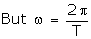 But ω = 2π/T